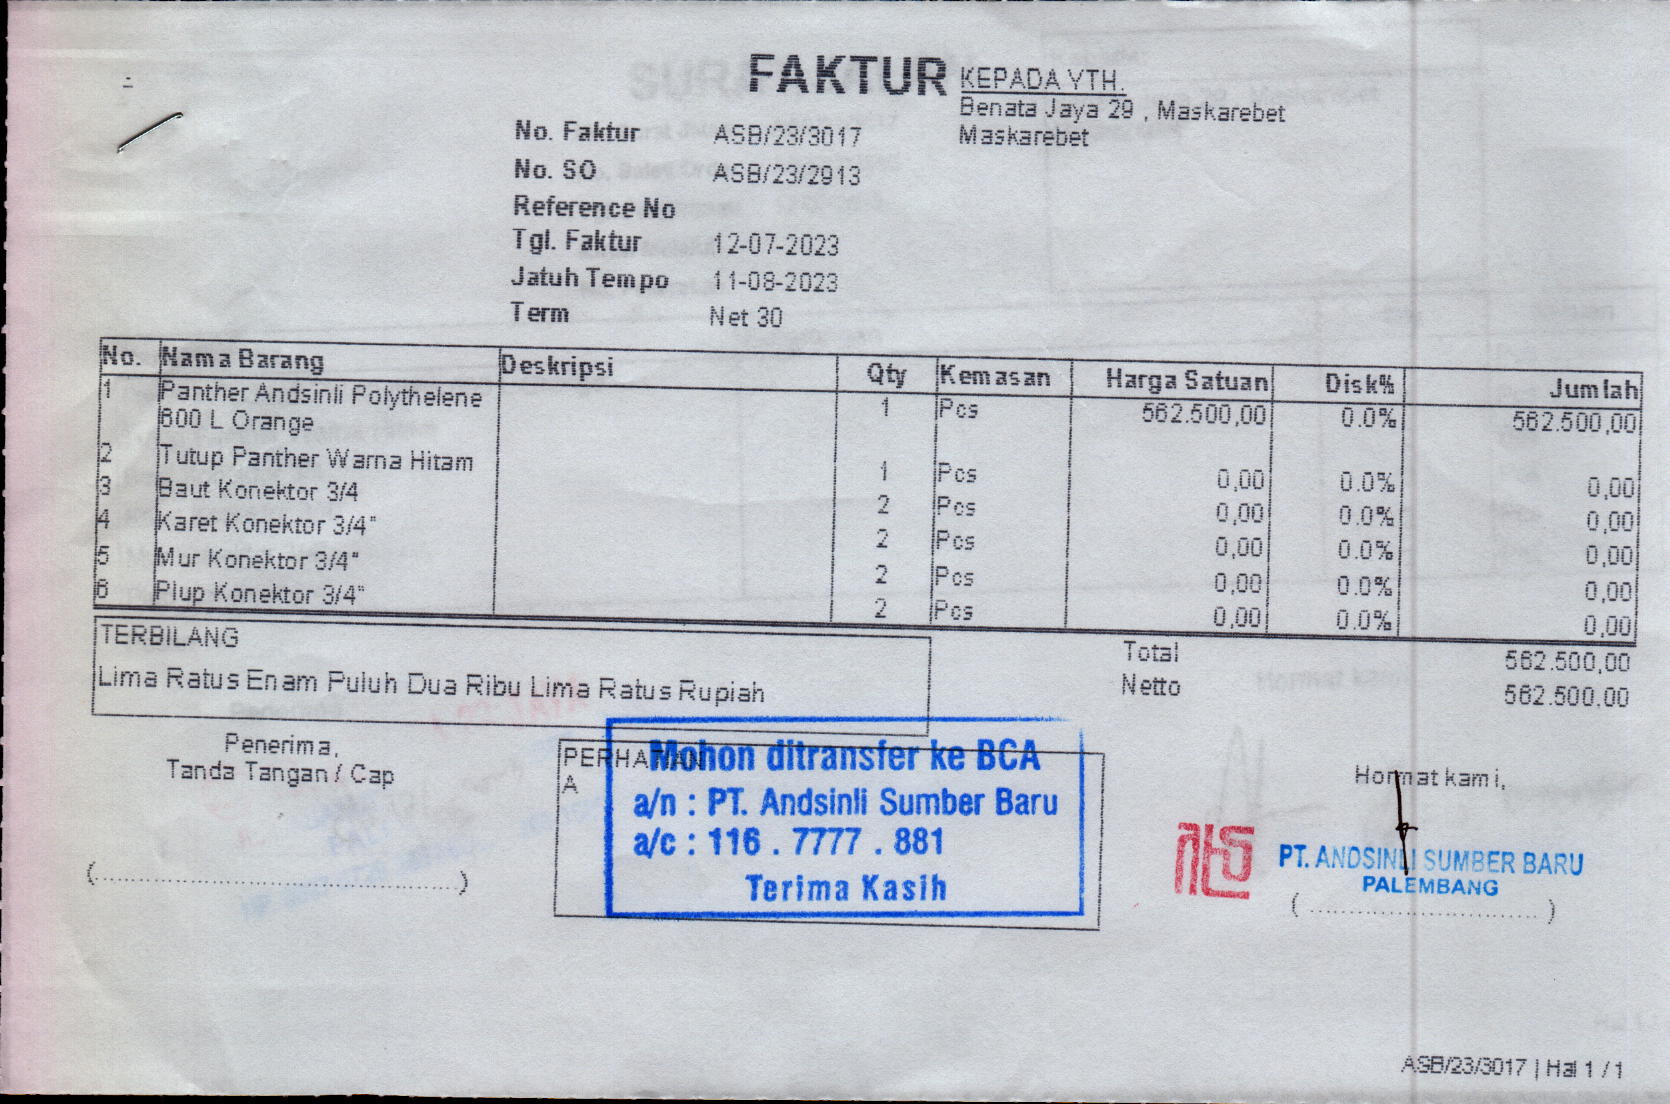 FAKTUR
KEPADA YTH.
Benata Jaya 29 , Maskarebet
Maskarebet
No. Faktur ASB/23/3017
No. SO ASB/23/2913
Reference No
Tgl. Faktur 12-07-2023
Jatuh Tempo 11-08-2023
Term Net 30
No. Nama Barang Deskripsi Qty Kemasan Harga Satuan Disk% Jumlah
1 Panther Andsinli Polythelene 1 Pcs 562.500,00 0.0% 562.500,00
600 L Orange
2 Tutup Panther Warna Hitam 1 Pcs 0,00 0.0% 0,00
3 Baut Konektor 3/4 2 Pcs 0,00 0.0% 0,00
4 Karet Konektor 3/4" 2 Pcs 0,00 0.0% 0,00
5 Mur Konektor 3/4" 2 Pcs 0,00 0.0% 0,00
6 Plup Konektor 3/4" 2 Pcs 0,00 0.0% 0,00
TERBILANG
Lima Ratus Enam Puluh Dua Ribu Lima Ratus Rupiah
Total 562.500,00
Netto 562.500,00
Penerima,
Tanda Tangan / Cap
(..............................)
PERHATIAN
A
Mohon ditransfer ke BCA
a/n : PT. Andsinli Sumber Baru
a/c : 116 . 7777 . 881
Terima Kasih
Hormat kami,
PT. ANDSINLI SUMBER BARU
PALEMBANG
( .............................. )
ASB/23/3017 | Hal 1 / 1